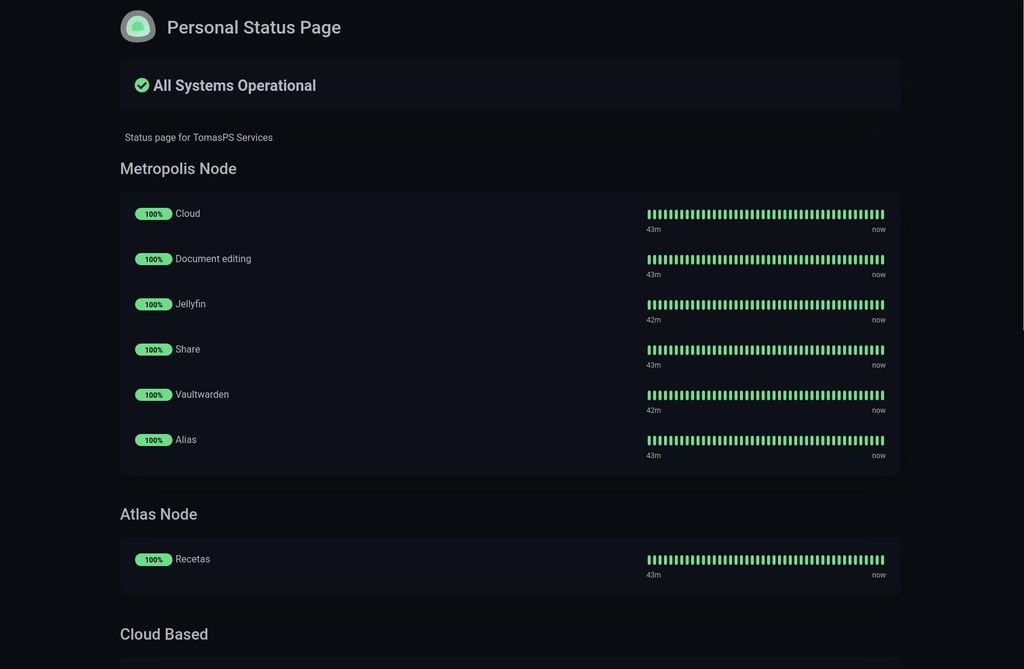 Personal Status Page
All Systems Operational
Status page for TomasPS Services
Metropolis Node
100% Cloud
43m now
100% Document editing
43m now
100% Jellyfin
42m now
100% Share
43m now
100% Vaultwarden
42m now
100% Alias
43m now
Atlas Node
100% Recetas
43m now
Cloud Based